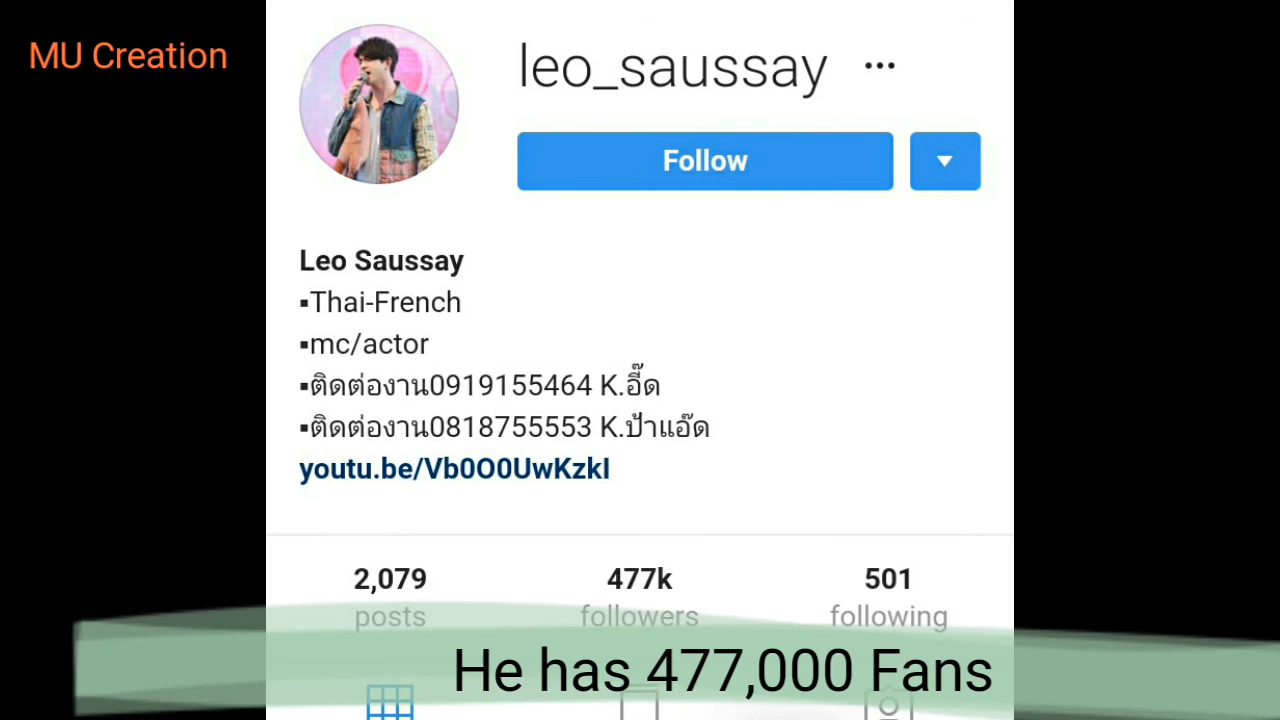 MU Creation
leo_saussay
Follow
Leo Saussay
▪Thai-French
▪mc/actor
▪ติดต่องาน0919155464 K.อี๊ด
▪ติดต่องาน0818755553 K.ป้าแอ๊ด
youtu.be/Vb0O0UwKzkI
2,079 477k 501
posts followers following
He has 477,000 Fans